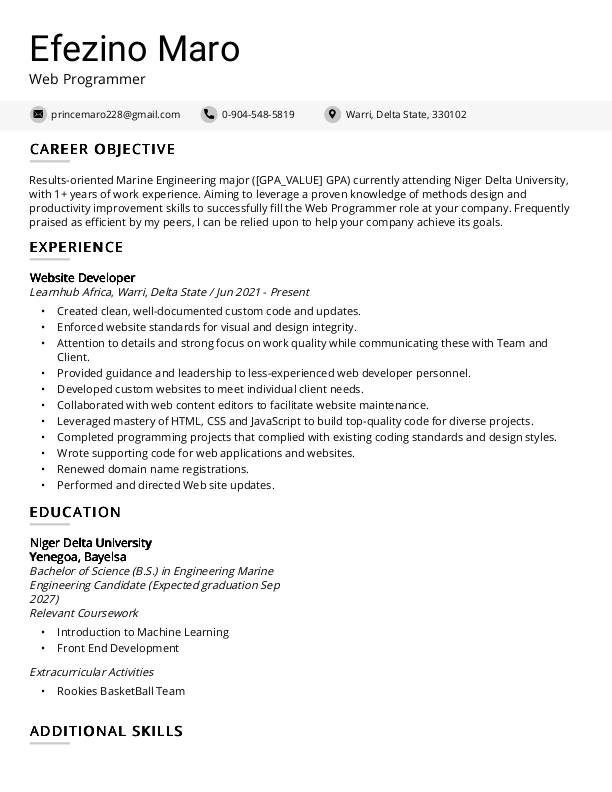 Efezino Maro
Web Programmer
princemaro228@gmail.com 0-904-548-5819 Warri, Delta State, 330102
CAREER OBJECTIVE
Results-oriented Marine Engineering major ([GPA_VALUE] GPA) currently attending Niger Delta University,
with 1+ years of work experience. Aiming to leverage a proven knowledge of methods design and
productivity improvement skills to successfully fill the Web Programmer role at your company. Frequently
praised as efficient by my peers, I can be relied upon to help your company achieve its goals.
EXPERIENCE
Website Developer
Learnhub Africa, Warri, Delta State / Jun 2021 - Present
• Created clean, well-documented custom code and updates.
• Enforced website standards for visual and design integrity.
• Attention to details and strong focus on work quality while communicating these with Team and
Client.
• Provided guidance and leadership to less-experienced web developer personnel.
• Developed custom websites to meet individual client needs.
• Collaborated with web content editors to facilitate website maintenance.
• Leveraged mastery of HTML, CSS and JavaScript to build top-quality code for diverse projects.
• Completed programming projects that complied with existing coding standards and design styles.
• Wrote supporting code for web applications and websites.
• Renewed domain name registrations.
• Performed and directed Web site updates.
EDUCATION
Niger Delta University
Yenegoa, Bayelsa
Bachelor of Science (B.S.) in Engineering Marine
Engineering Candidate (Expected graduation Sep
2027)
Relevant Coursework
• Introduction to Machine Learning
• Front End Development
Extracurricular Activities
• Rookies BasketBall Team
ADDITIONAL SKILLS